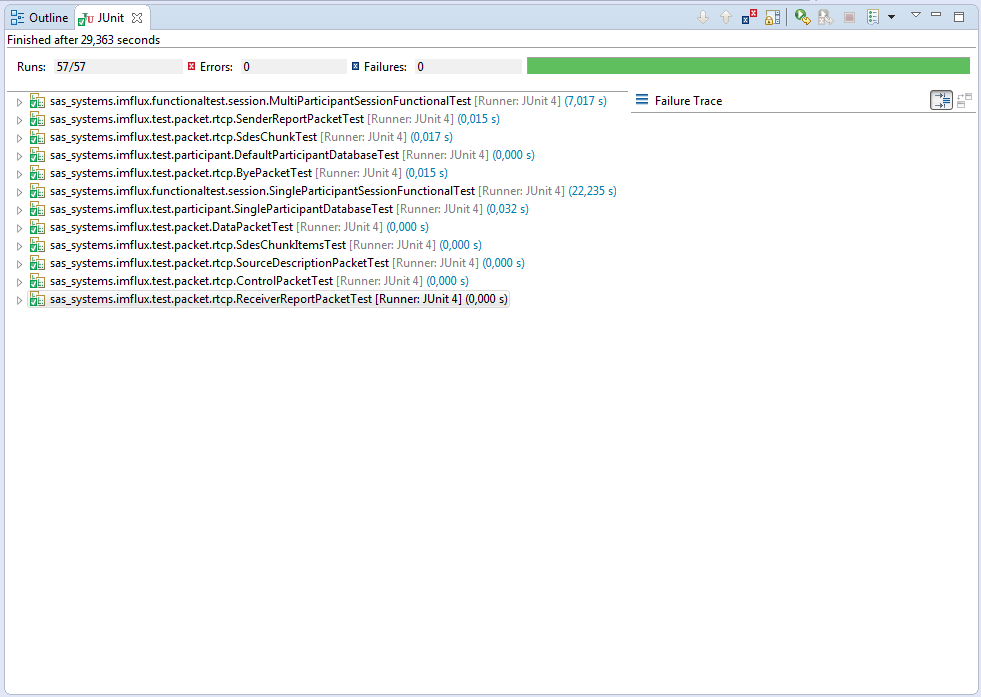 Outline JUnit
Finished after 29,363 seconds
Runs: 57/57 Errors: 0 Failures: 0
sas_systems.imflux.functionaltest.session.MultiParticipantSessionFunctionalTest [Runner: JUnit 4] (7,017 s)
Failure Trace
sas_systems.imflux.test.packet.rtcp.SenderReportPacketTest [Runner: JUnit 4] (0,015 s)
sas_systems.imflux.test.packet.rtcp.SdesChunkTest [Runner: JUnit 4] (0,017 s)
sas_systems.imflux.test.participant.DefaultParticipantDatabaseTest [Runner: JUnit 4] (0,000 s)
sas_systems.imflux.test.packet.rtcp.ByePacketTest [Runner: JUnit 4] (0,015 s)
sas_systems.imflux.functionaltest.session.SingleParticipantSessionFunctionalTest [Runner: JUnit 4] (22,235 s)
sas_systems.imflux.test.participant.SingleParticipantDatabaseTest [Runner: JUnit 4] (0,032 s)
sas_systems.imflux.test.packet.DataPacketTest [Runner: JUnit 4] (0,000 s)
sas_systems.imflux.test.packet.rtcp.SdesChunkItemsTest [Runner: JUnit 4] (0,000 s)
sas_systems.imflux.test.packet.rtcp.SourceDescriptionPacketTest [Runner: JUnit 4] (0,000 s)
sas_systems.imflux.test.packet.rtcp.ControlPacketTest [Runner: JUnit 4] (0,000 s)
sas_systems.imflux.test.packet.rtcp.ReceiverReportPacketTest [Runner: JUnit 4] (0,000 s)